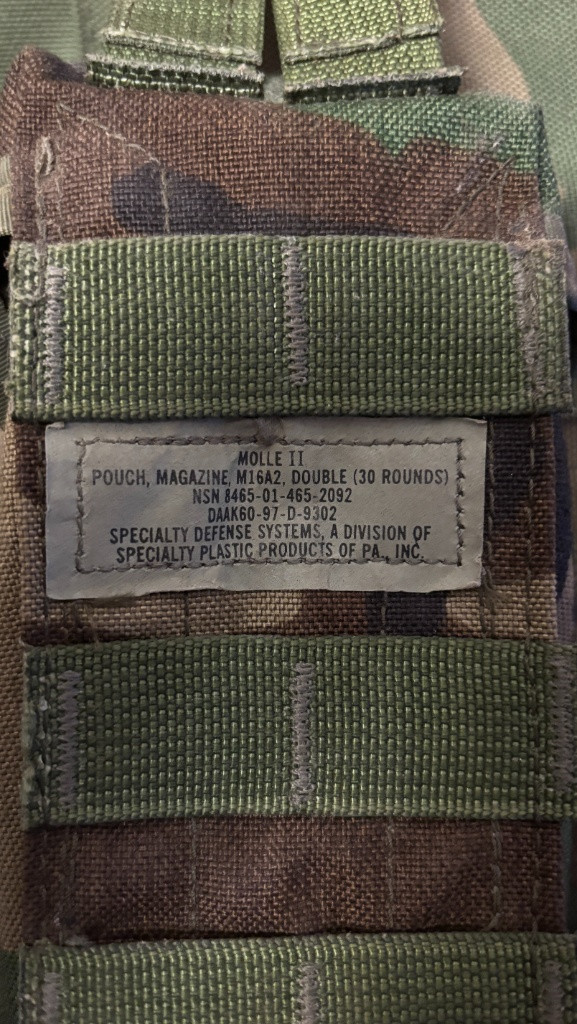 MOLLE II
POUCH, MAGAZINE, M16A2, DOUBLE (30 ROUNDS)
NSN 8465-01-465-2092
DAAK60-97-D-9302
SPECIALTY DEFENSE SYSTEMS, A DIVISION OF
SPECIALTY PLASTIC PRODUCTS OF PA., INC.